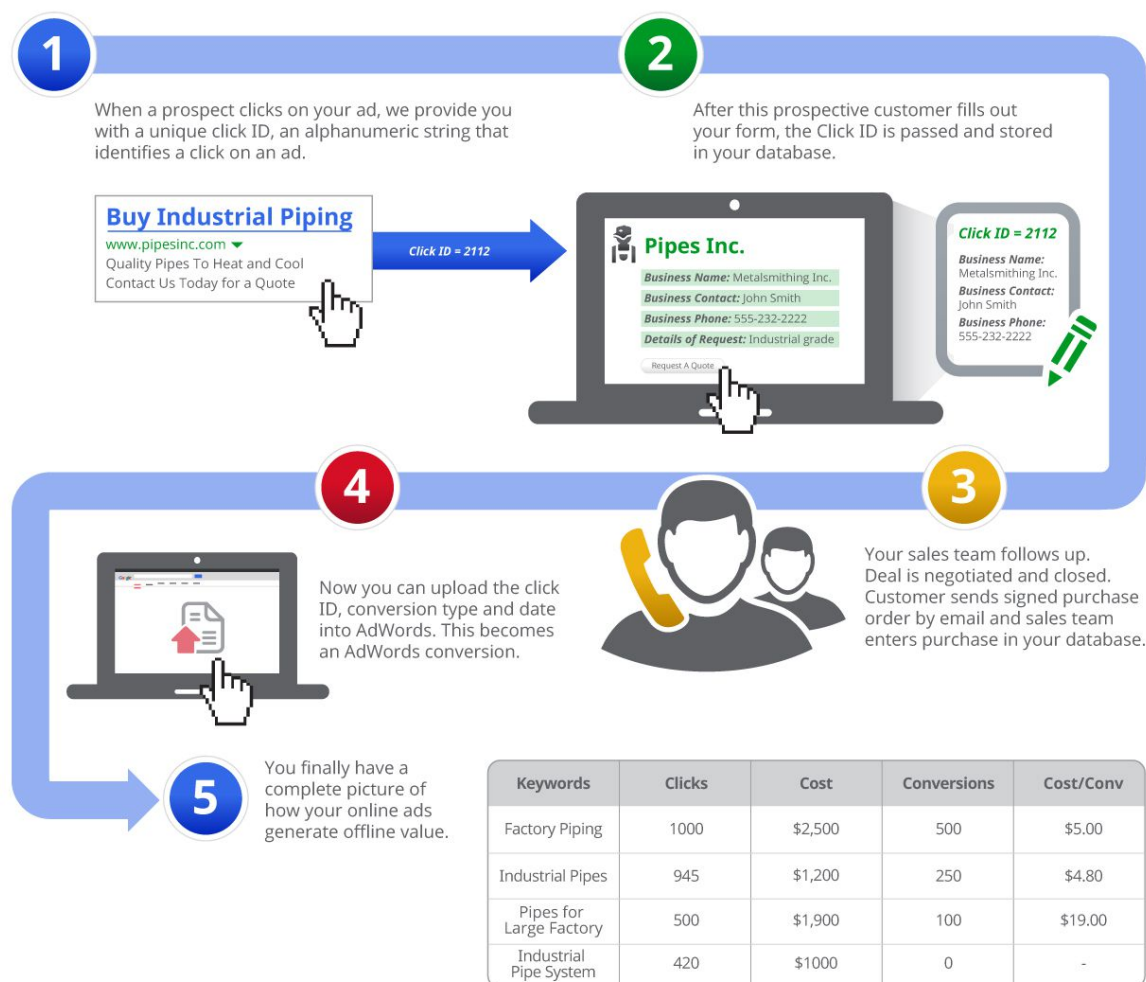 1
When a prospect clicks on your ad, we provide you
with a unique click ID, an alphanumeric string that
identifies a click on an ad.
Buy Industrial Piping
www.pipesinc.com
Quality Pipes To Heat and Cool
Contact Us Today for a Quote
Click ID = 2112
2
After this prospective customer fills out
your form, the Click ID is passed and stored
in your database.
Pipes Inc.
Business Name: Metalsmithing Inc.
Business Contact: John Smith
Business Phone: 555-232-2222
Details of Request: Industrial grade
Request A Quote
Click ID = 2112
Business Name:
Metalsmithing Inc.
Business Contact:
John Smith
Business Phone:
555-232-2222
3
Your sales team follows up.
Deal is negotiated and closed.
Customer sends signed purchase
order by email and sales team
enters purchase in your database.
4
Google
Now you can upload the click
ID, conversion type and date
into AdWords. This becomes
an AdWords conversion.
5
You finally have a
complete picture of
how your online ads
generate offline value.
Keywords Clicks Cost Conversions Cost/Conv
Factory Piping 1000 $2,500 500 $5.00
Industrial Pipes 945 $1,200 250 $4.80
Pipes for
Large Factory 500 $1,900 100 $19.00
Industrial
Pipe System 420 $1000 0 -